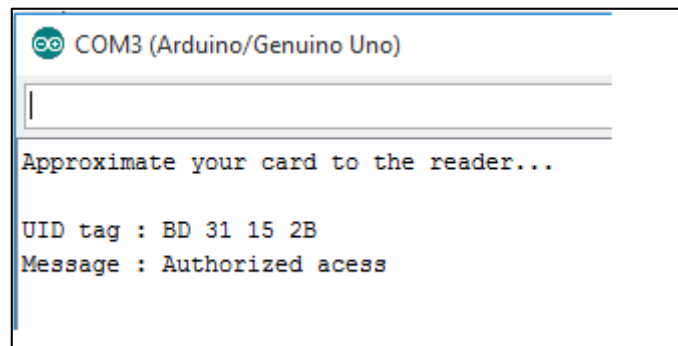 COM3 (Arduino/Genuino Uno)
Approximate your card to the reader...
UID tag : BD 31 15 2B
Message : Authorized acess